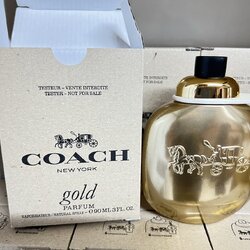 TESTEUR - VENTE INTERDITE
TESTER - NOT FOR SALE
COACH
NEW YORK
gold
PARFUM
VAPORISATEUR / NATURAL SPRAY - ℮ 90 ML 3 FL. OZ.